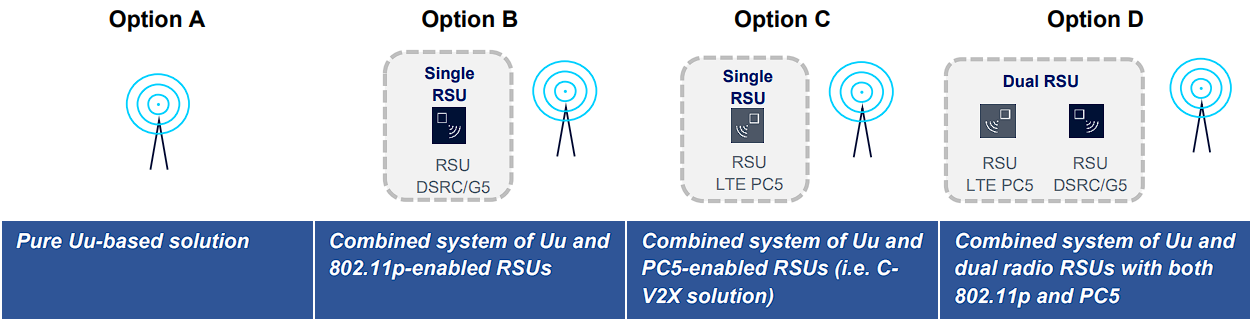 Option A
Option B
Option C
Option D
Single
RSU
RSU
DSRC/G5
Single
RSU
RSU
LTE PC5
Dual RSU
RSU
LTE PC5
RSU
DSRC/G5
Pure Uu-based solution
Combined system of Uu and
802.11p-enabled RSUs
Combined system of Uu and
PC5-enabled RSUs (i.e. C-
V2X solution)
Combined system of Uu and
dual radio RSUs with both
802.11p and PC5